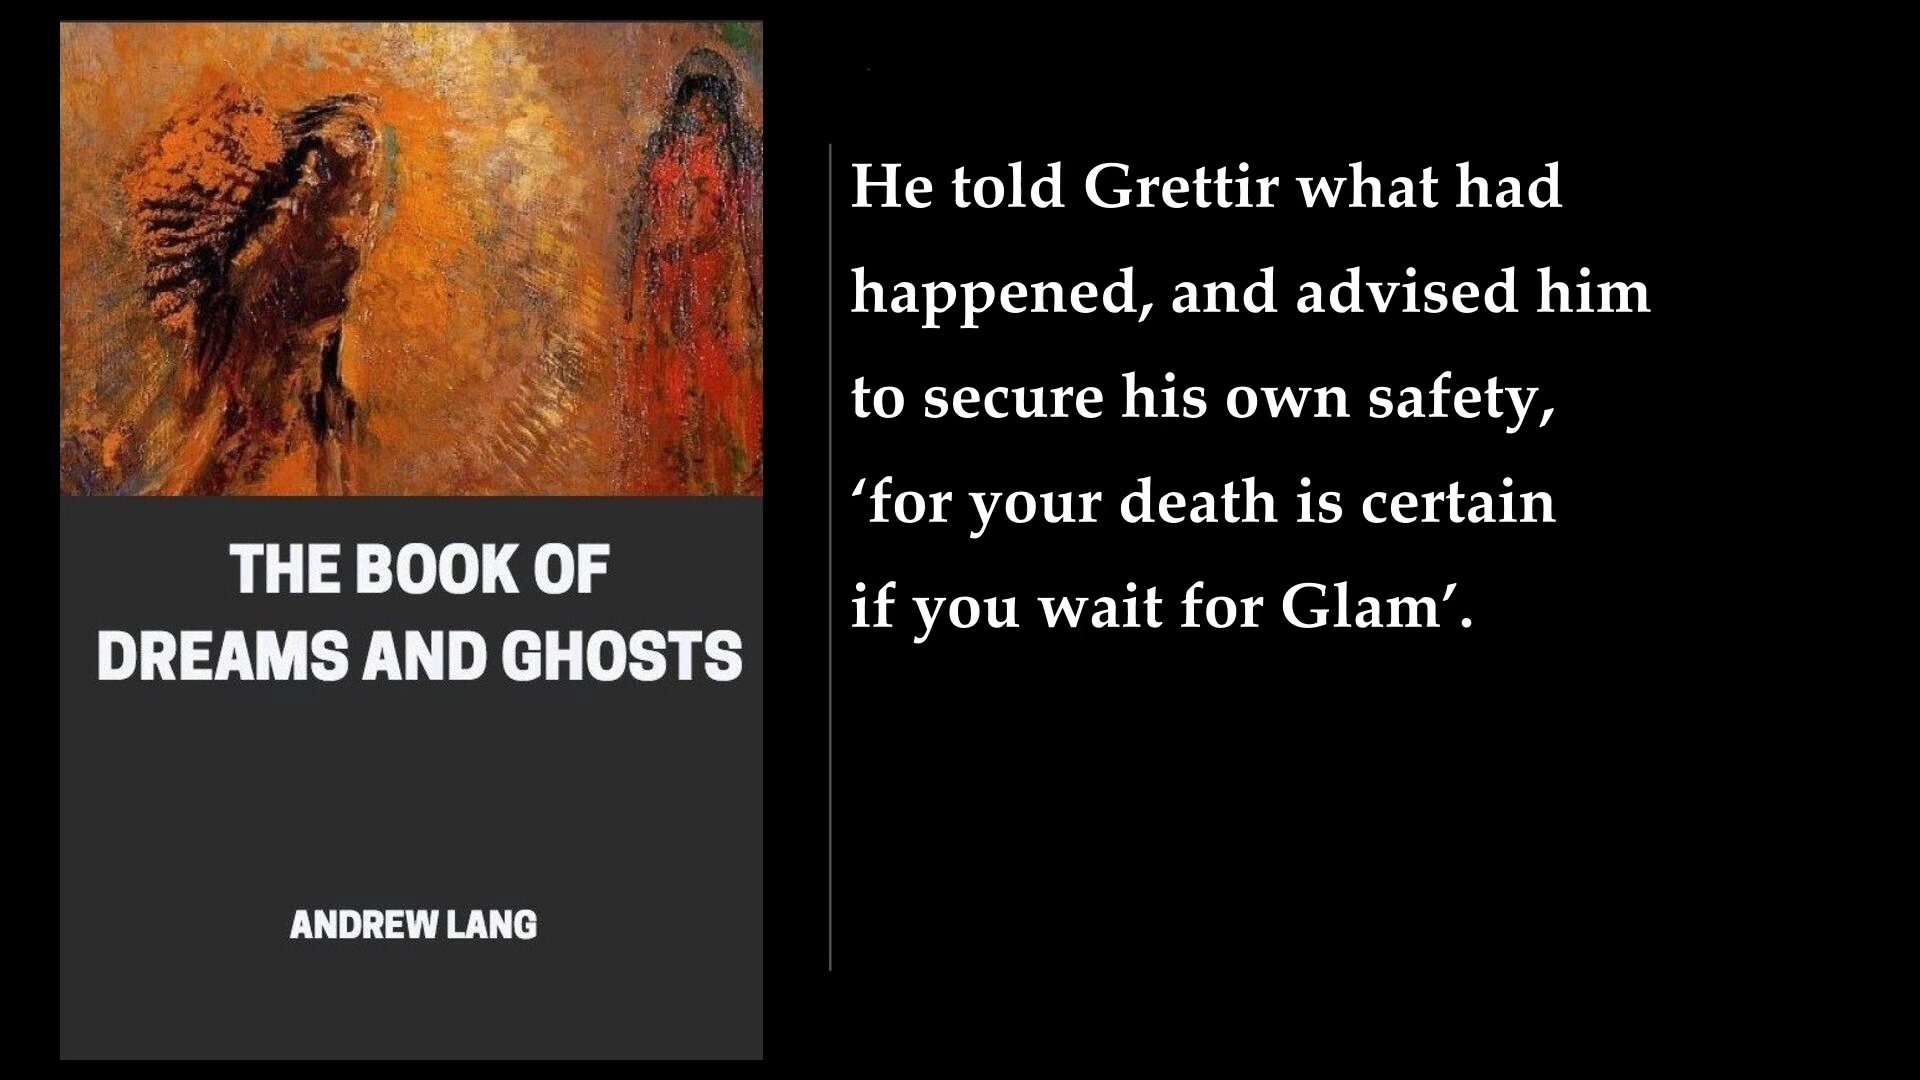 THE BOOK OF
DREAMS AND GHOSTS
ANDREW LANG
He told Grettir what had
happened, and advised him
to secure his own safety,
‘for your death is certain
if you wait for Glam’.